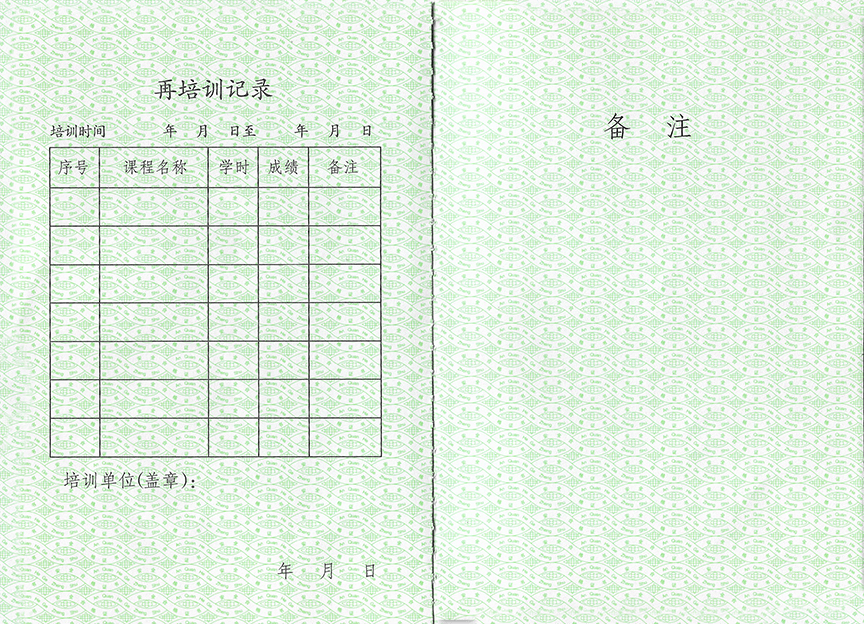 再培训记录
培训时间 年 月 日至 年 月 日
序号 课程名称 学时 成绩 备注
培训单位(盖章):
年 月 日
备 注